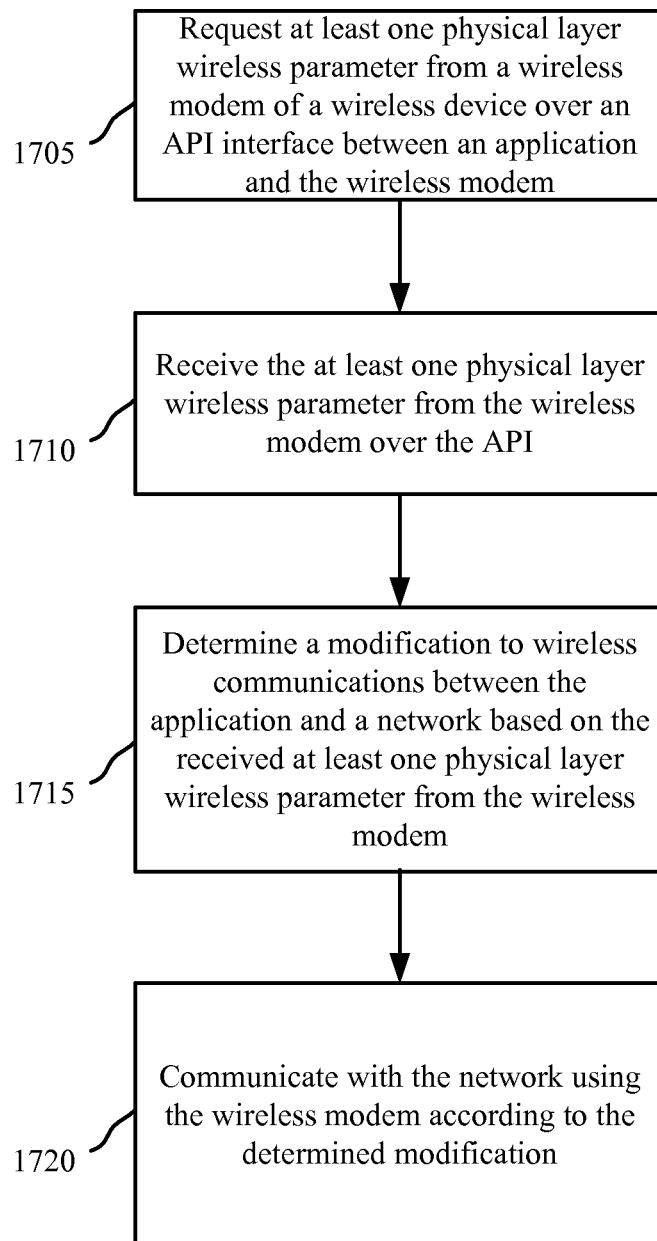 Request at least one physical layer
wireless parameter from a wireless
modem of a wireless device over an
API interface between an application
and the wireless modem
1705
Receive the at least one physical layer
wireless parameter from the wireless
modem over the API
1710
Determine a modification to wireless
communications between the
application and a network based on the
received at least one physical layer
wireless parameter from the wireless
modem
1715
Communicate with the network using
the wireless modem according to the
determined modification
1720